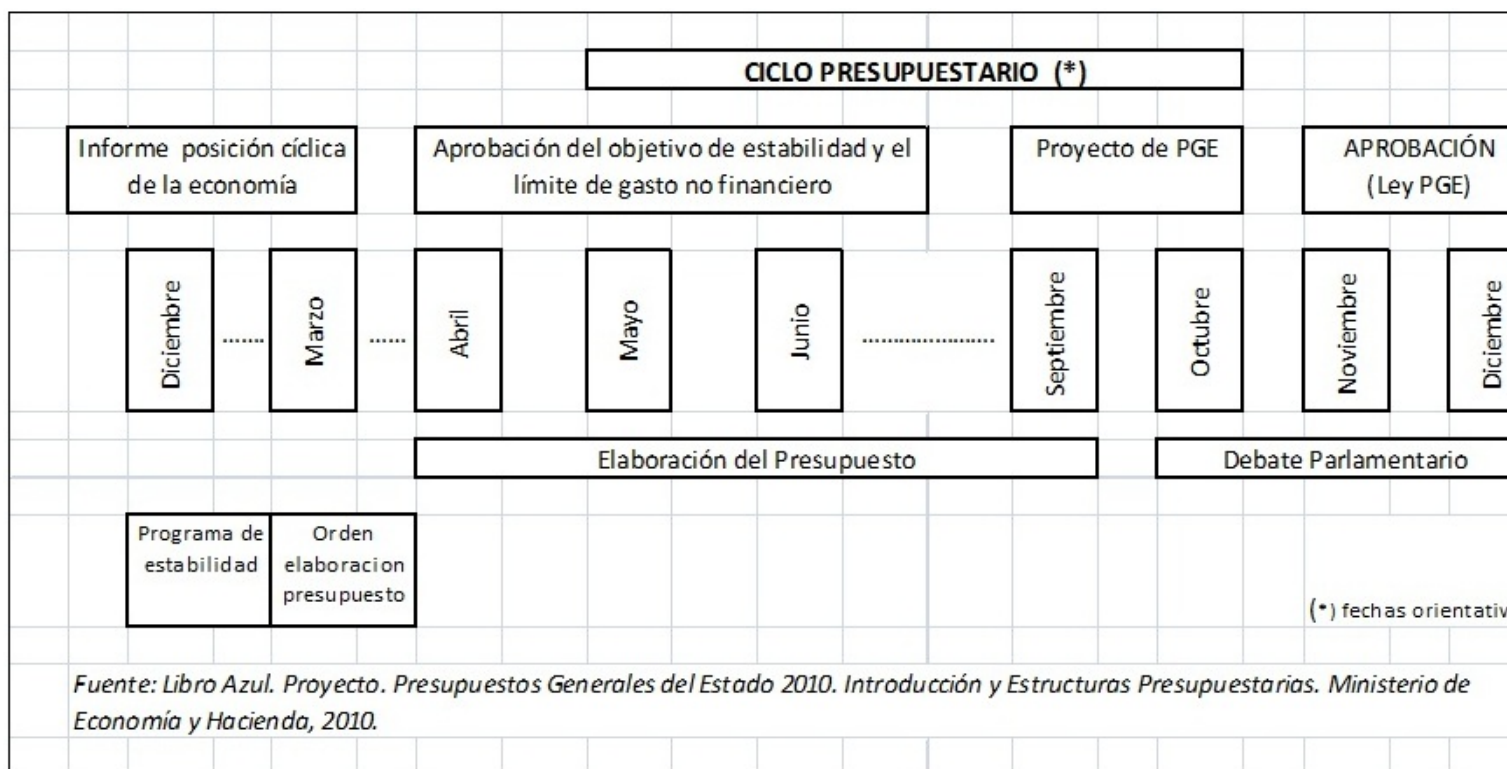 CICLO PRESUPUESTARIO (*)
Informe posición cíclica
de la economía
Aprobación del objetivo de estabilidad y el
límite de gasto no financiero
Proyecto de PGE
APROBACIÓN
(Ley PGE)
Diciembre
.......
Marzo
......
Abril
Mayo
Junio
......................
Septiembre
Octubre
Noviembre
Diciembre
Elaboración del Presupuesto
Debate Parlamentario
Programa de
estabilidad
Orden
elaboracion
presupuesto
(*) fechas orientativ
Fuente: Libro Azul. Proyecto. Presupuestos Generales del Estado 2010. Introducción y Estructuras Presupuestarias. Ministerio de
Economía y Hacienda, 2010.